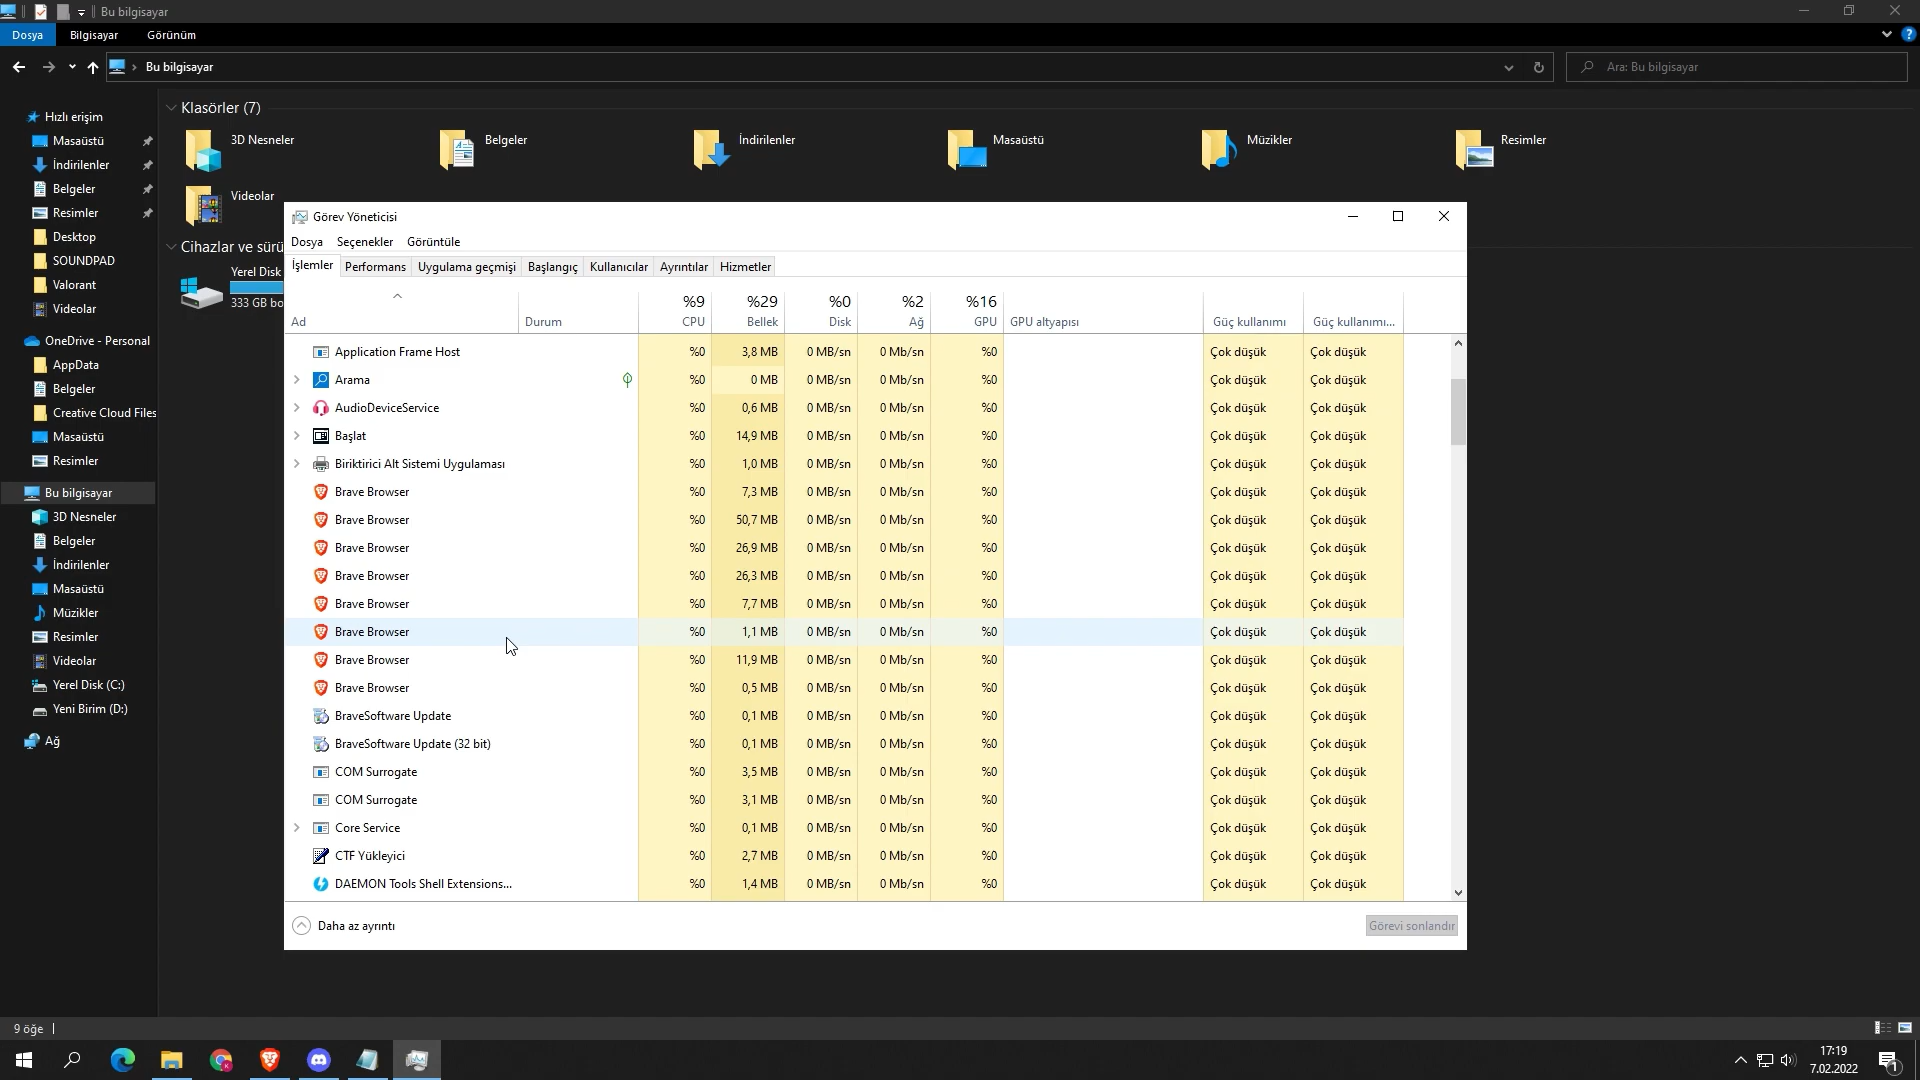 Bu bilgisayar
Dosya
Bilgisayar
Görünüm
Bu bilgisayar
Ara: Bu bilgisayar
Hızlı erişim
Masaüstü
İndirilenler
Belgeler
Resimler
Desktop
SOUNDPAD
Valorant
Videolar
OneDrive - Personal
AppData
Belgeler
Creative Cloud Files
Masaüstü
Resimler
Bu bilgisayar
3D Nesneler
Belgeler
İndirilenler
Masaüstü
Müzikler
Resimler
Videolar
Yerel Disk (C:)
Yeni Birim (D:)
Ağ
Klasörler (7)
3D Nesneler
Belgeler
İndirilenler
Masaüstü
Müzikler
Resimler
Videolar
Cihazlar ve sürü
Yerel Disk
333 GB bo
Görev Yöneticisi
Dosya Seçenekler Görüntüle
İşlemler Performans Uygulama geçmişi Başlangıç Kullanıcılar Ayrıntılar Hizmetler
%9 %29 %0 %2 %16
Ad Durum CPU Bellek Disk Ağ GPU GPU altyapısı Güç kullanımı Güç kullanımı...
Application Frame Host %0 3,8 MB 0 MB/sn 0 Mb/sn %0 Çok düşük Çok düşük
Arama %0 0 MB 0 MB/sn 0 Mb/sn %0 Çok düşük Çok düşük
AudioDeviceService %0 0,6 MB 0 MB/sn 0 Mb/sn %0 Çok düşük Çok düşük
Başlat %0 14,9 MB 0 MB/sn 0 Mb/sn %0 Çok düşük Çok düşük
Biriktirici Alt Sistemi Uygulaması %0 1,0 MB 0 MB/sn 0 Mb/sn %0 Çok düşük Çok düşük
Brave Browser %0 7,3 MB 0 MB/sn 0 Mb/sn %0 Çok düşük Çok düşük
Brave Browser %0 50,7 MB 0 MB/sn 0 Mb/sn %0 Çok düşük Çok düşük
Brave Browser %0 26,9 MB 0 MB/sn 0 Mb/sn %0 Çok düşük Çok düşük
Brave Browser %0 26,3 MB 0 MB/sn 0 Mb/sn %0 Çok düşük Çok düşük
Brave Browser %0 7,7 MB 0 MB/sn 0 Mb/sn %0 Çok düşük Çok düşük
Brave Browser %0 1,1 MB 0 MB/sn 0 Mb/sn %0 Çok düşük Çok düşük
Brave Browser %0 11,9 MB 0 MB/sn 0 Mb/sn %0 Çok düşük Çok düşük
Brave Browser %0 0,5 MB 0 MB/sn 0 Mb/sn %0 Çok düşük Çok düşük
BraveSoftware Update %0 0,1 MB 0 MB/sn 0 Mb/sn %0 Çok düşük Çok düşük
BraveSoftware Update (32 bit) %0 0,1 MB 0 MB/sn 0 Mb/sn %0 Çok düşük Çok düşük
COM Surrogate %0 3,5 MB 0 MB/sn 0 Mb/sn %0 Çok düşük Çok düşük
COM Surrogate %0 3,1 MB 0 MB/sn 0 Mb/sn %0 Çok düşük Çok düşük
Core Service %0 0,1 MB 0 MB/sn 0 Mb/sn %0 Çok düşük Çok düşük
CTF Yükleyici %0 2,7 MB 0 MB/sn 0 Mb/sn %0 Çok düşük Çok düşük
DAEMON Tools Shell Extensions... %0 1,4 MB 0 MB/sn 0 Mb/sn %0 Çok düşük Çok düşük
Daha az ayrıntı
Görevi sonlandır
9 öğe
17:19
7.02.2022
1